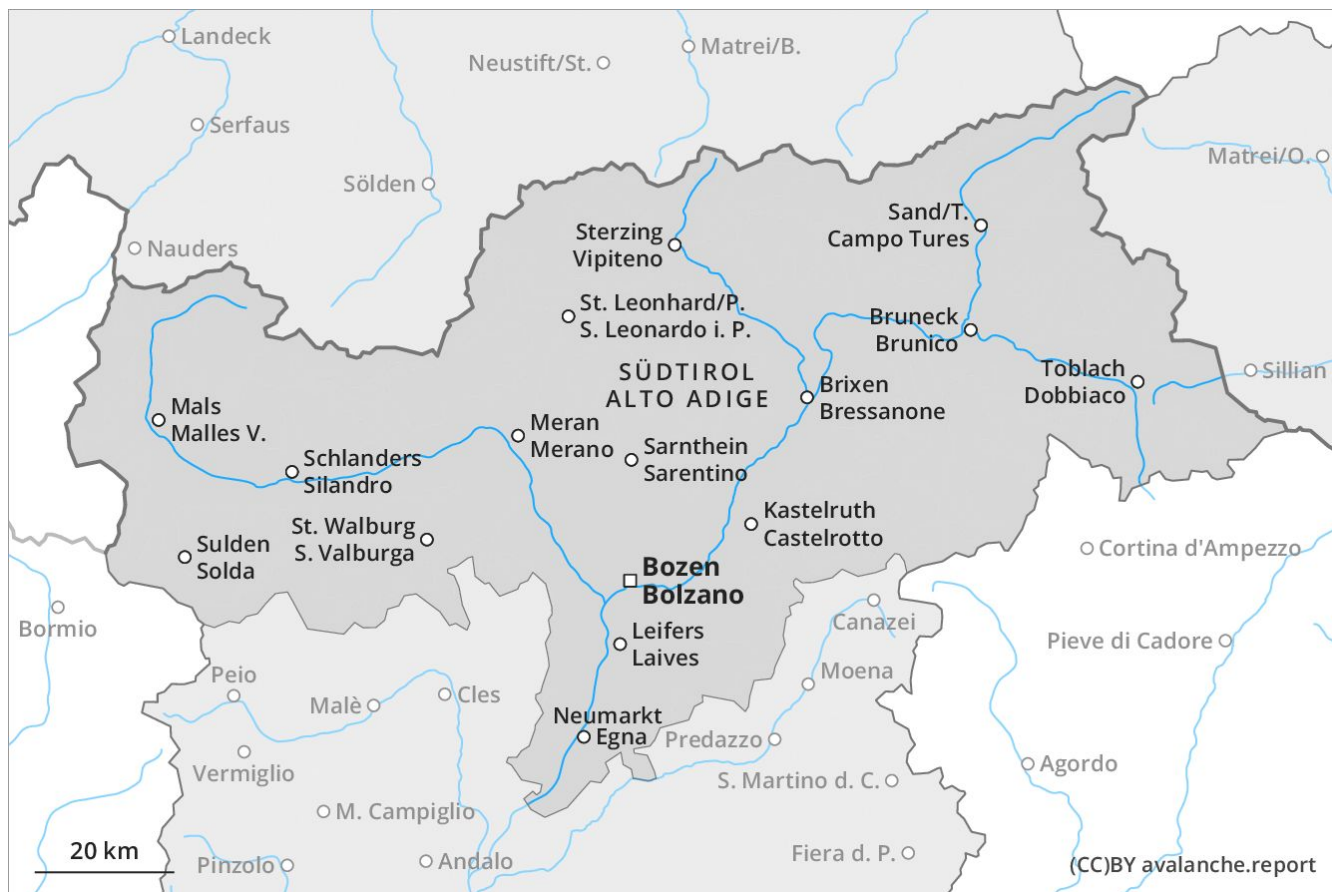 Landeck
Matrei/B.
Neustift/St.
Serfaus
Matrei/O.
Sölden
Sand/T.
Campo Tures
Sterzing
Vipiteno
Nauders
St. Leonhard/P.
S. Leonardo i. P.
Bruneck
Brunico
SÜDTIROL
ALTO ADIGE
Toblach
Dobbiaco
Sillian
Brixen
Bressanone
Mals
Malles V.
Meran
Merano
Sarnthein
Sarentino
Schlanders
Silandro
Kastelruth
Castelrotto
St. Walburg
S. Valburga
Sulden
Solda
Cortina d'Ampezzo
Bozen
Bolzano
Bormio
Canazei
Leifers
Laives
Pieve di Cadore
Peio
Moena
Cles
Malè
Neumarkt
Egna
Predazzo
Vermiglio
Agordo
S. Martino d. C.
M. Campiglio
20 km
Pinzolo
Andalo
Fiera d. P.
(CC)BY avalanche.report